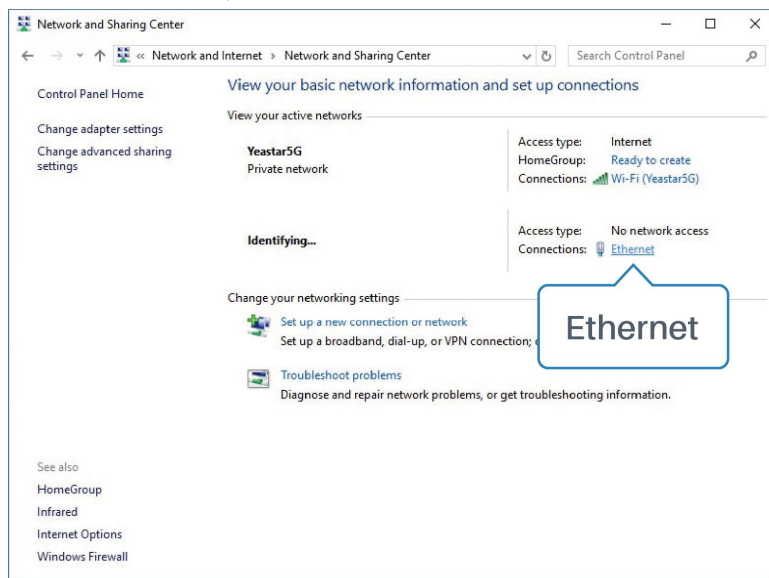 Network and Sharing Center
« Network and Internet › Network and Sharing Center
Search Control Panel
Control Panel Home
Change adapter settings
Change advanced sharing
settings
View your basic network information and set up connections
View your active networks
Yeastar5G
Private network
Access type: Internet
HomeGroup: Ready to create
Connections: Wi-Fi (Yeastar5G)
Identifying...
Access type: No network access
Connections: Ethernet
Ethernet
Change your networking settings
Set up a new connection or network
Set up a broadband, dial-up, or VPN connection;
Troubleshoot problems
Diagnose and repair network problems, or get troubleshooting information.
See also
HomeGroup
Infrared
Internet Options
Windows Firewall